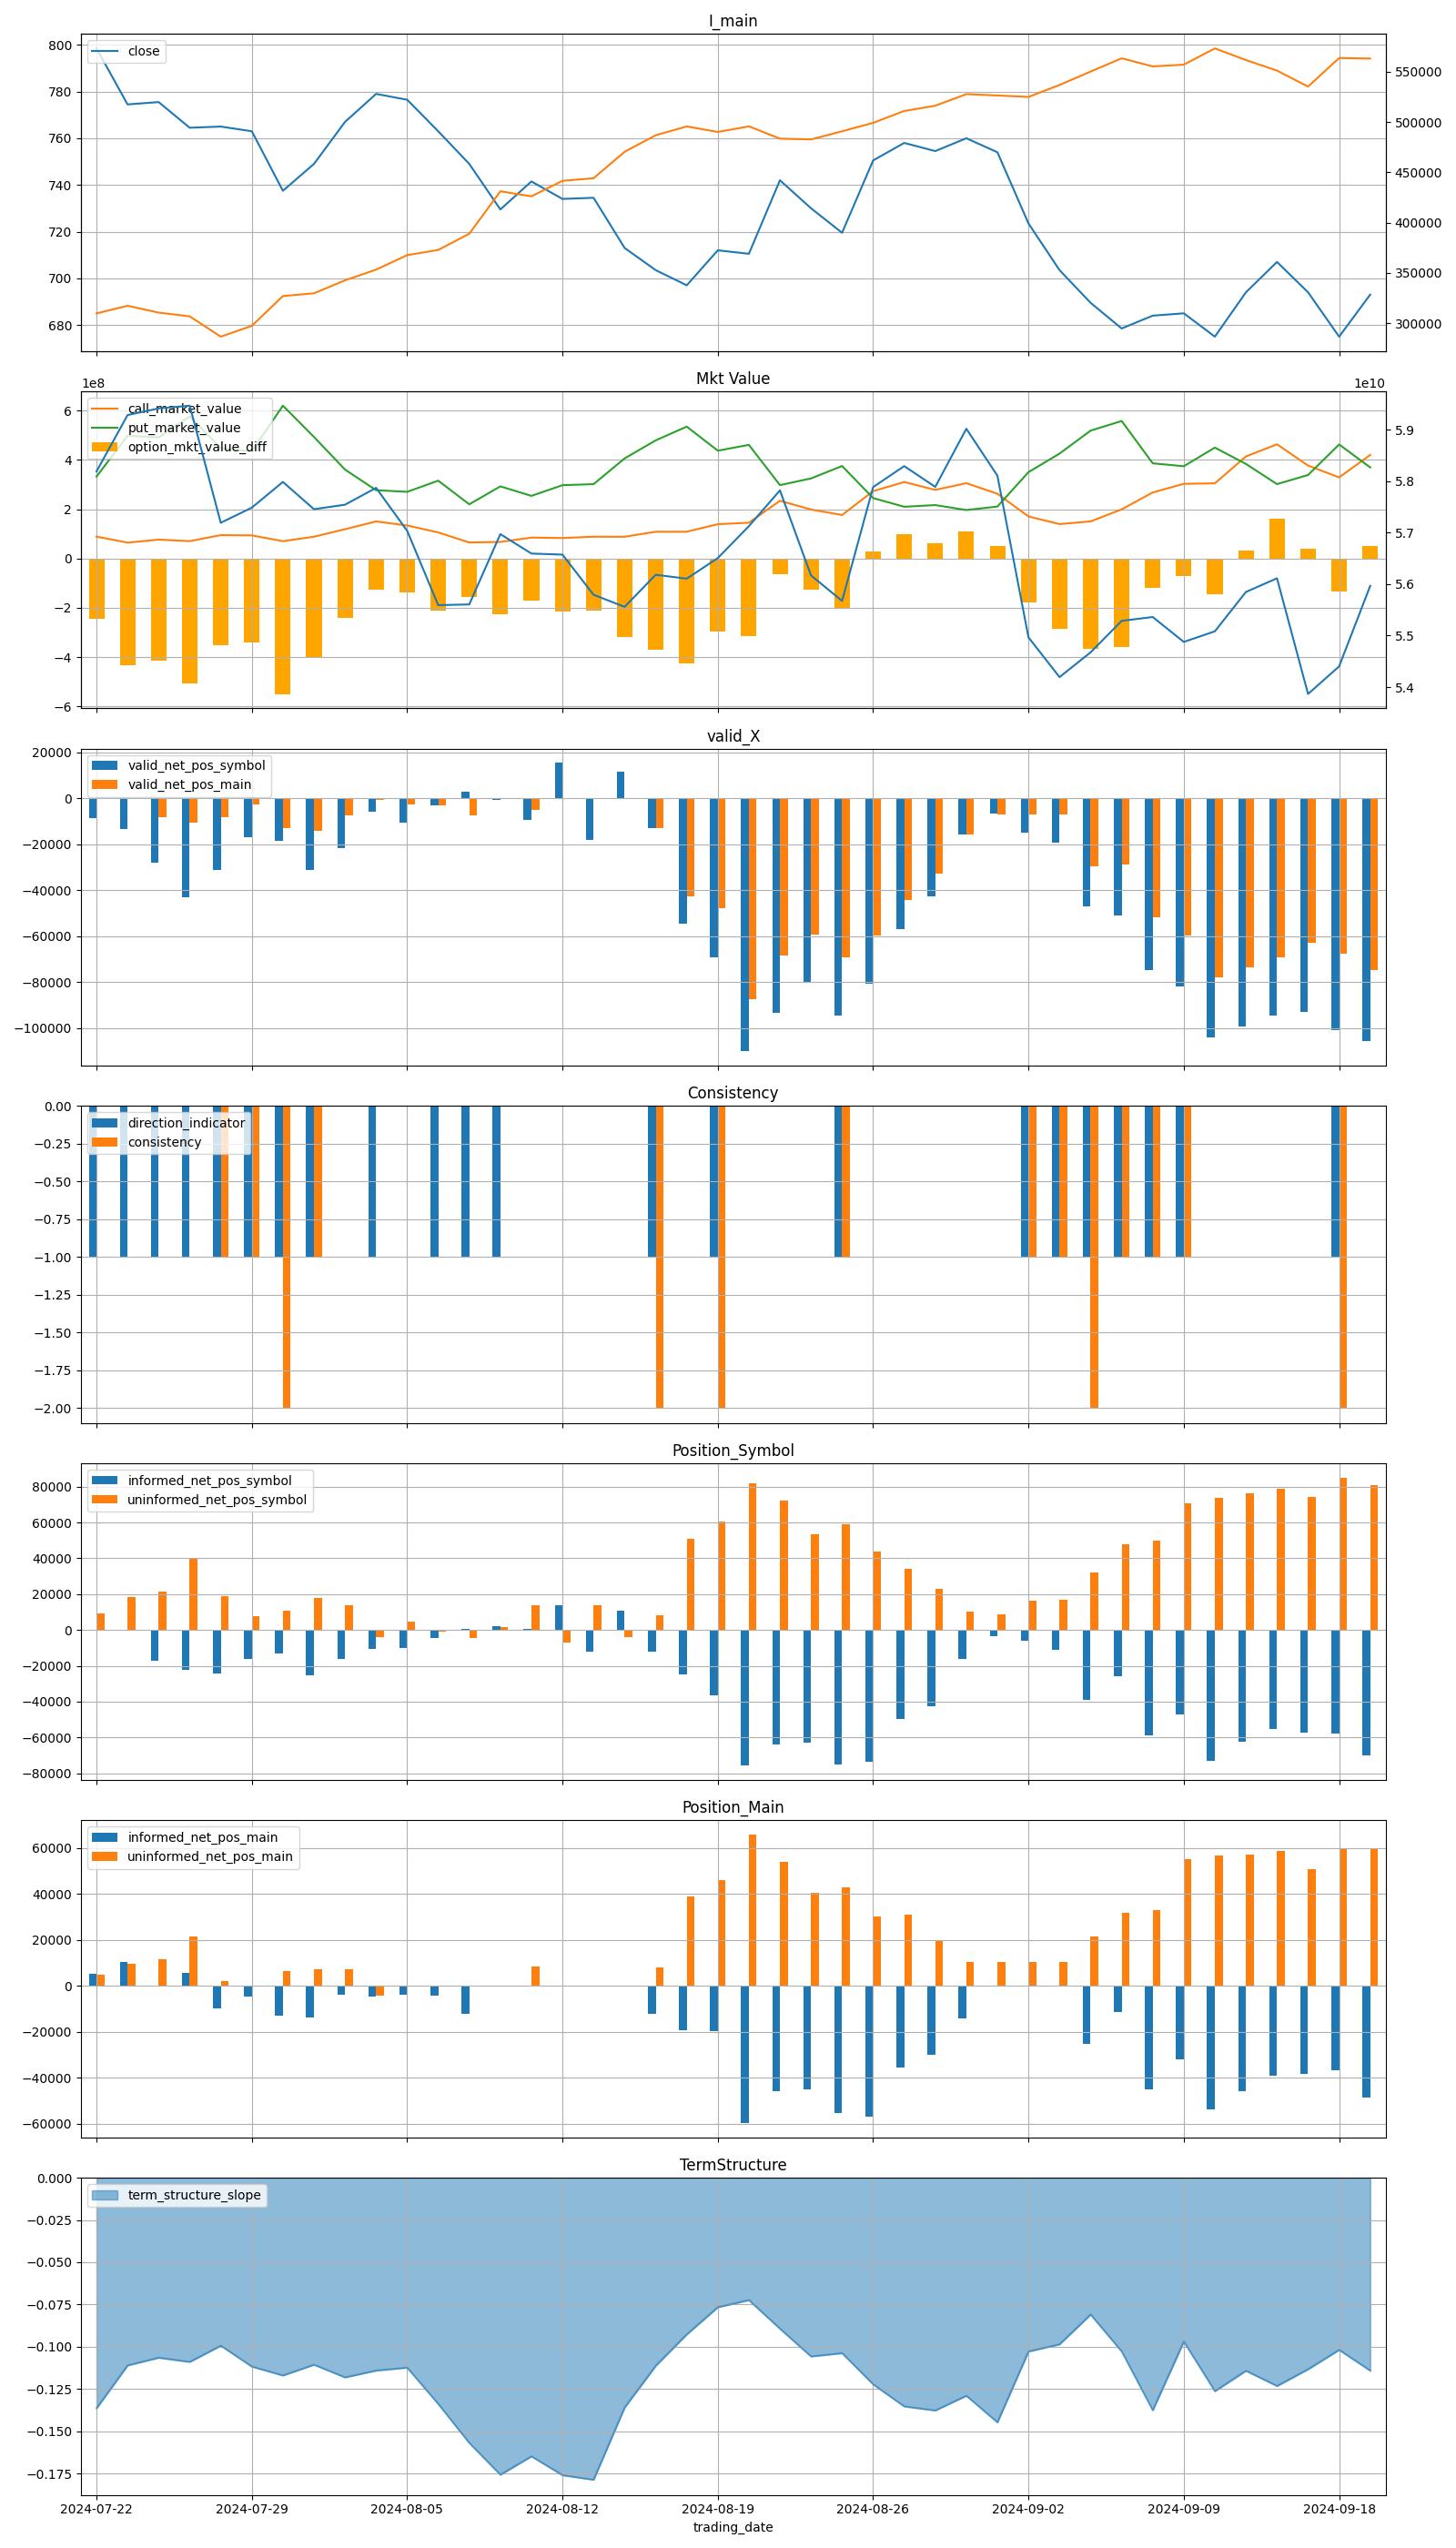 I_main
close
800
780
760
740
720
700
680
550000
500000
450000
400000
350000
300000
1e8
Mkt Value
1e10
call_market_value
put_market_value
option_mkt_value_diff
6
4
2
0
−2
−4
−6
5.9
5.8
5.7
5.6
5.5
5.4
valid_X
valid_net_pos_symbol
valid_net_pos_main
20000
0
−20000
−40000
−60000
−80000
−100000
Consistency
direction_indicator
consistency
0.00
−0.25
−0.50
−0.75
−1.00
−1.25
−1.50
−1.75
−2.00
Position_Symbol
informed_net_pos_symbol
uninformed_net_pos_symbol
80000
60000
40000
20000
0
−20000
−40000
−60000
−80000
Position_Main
informed_net_pos_main
uninformed_net_pos_main
60000
40000
20000
0
−20000
−40000
−60000
TermStructure
term_structure_slope
0.000
−0.025
−0.050
−0.075
−0.100
−0.125
−0.150
−0.175
2024-07-22 2024-07-29 2024-08-05 2024-08-12 2024-08-19 2024-08-26 2024-09-02 2024-09-09 2024-09-18
trading_date